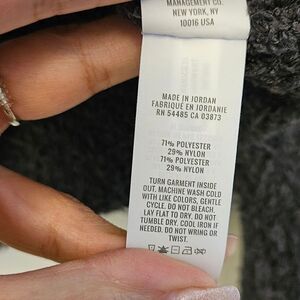 MANAGEMENT CO.
NEW YORK, NY
10016 USA
MADE IN JORDAN
FABRIQUÉ EN JORDANIE
RN 54485 CA 03873
71% POLYESTER
29% NYLON
71% POLYESTER
29% NYLON
TURN GARMENT INSIDE
OUT. MACHINE WASH COLD
WITH LIKE COLORS, GENTLE
CYCLE. DO NOT BLEACH.
LAY FLAT TO DRY. DO NOT
TUMBLE DRY. COOL IRON IF
NEEDED. DO NOT WRING OR
TWIST.